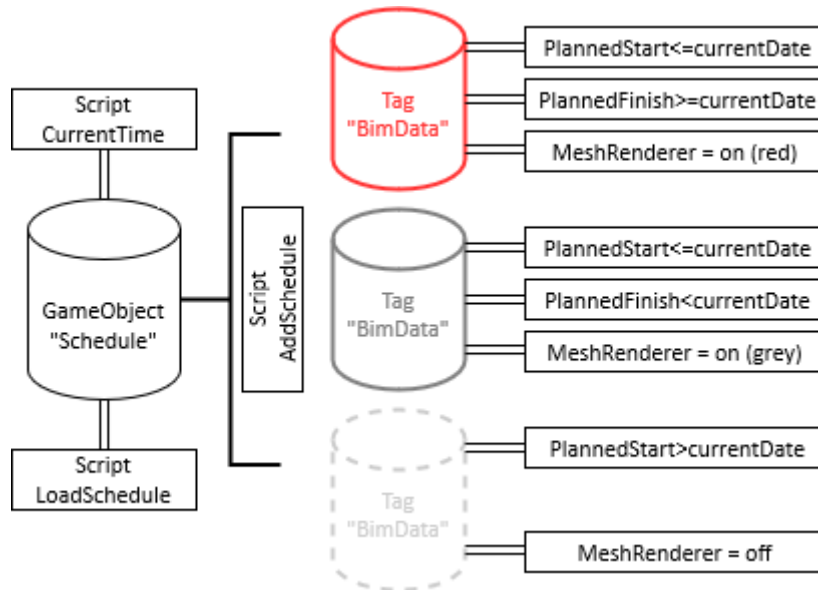 Script
CurrentTime
GameObject
"Schedule"
Script
LoadSchedule
Script
AddSchedule
Tag
"BimData"
PlannedStart<=currentDate
PlannedFinish>=currentDate
MeshRenderer = on (red)
Tag
"BimData"
PlannedStart<=currentDate
PlannedFinish<currentDate
MeshRenderer = on (grey)
Tag
"BimData"
PlannedStart>currentDate
MeshRenderer = off